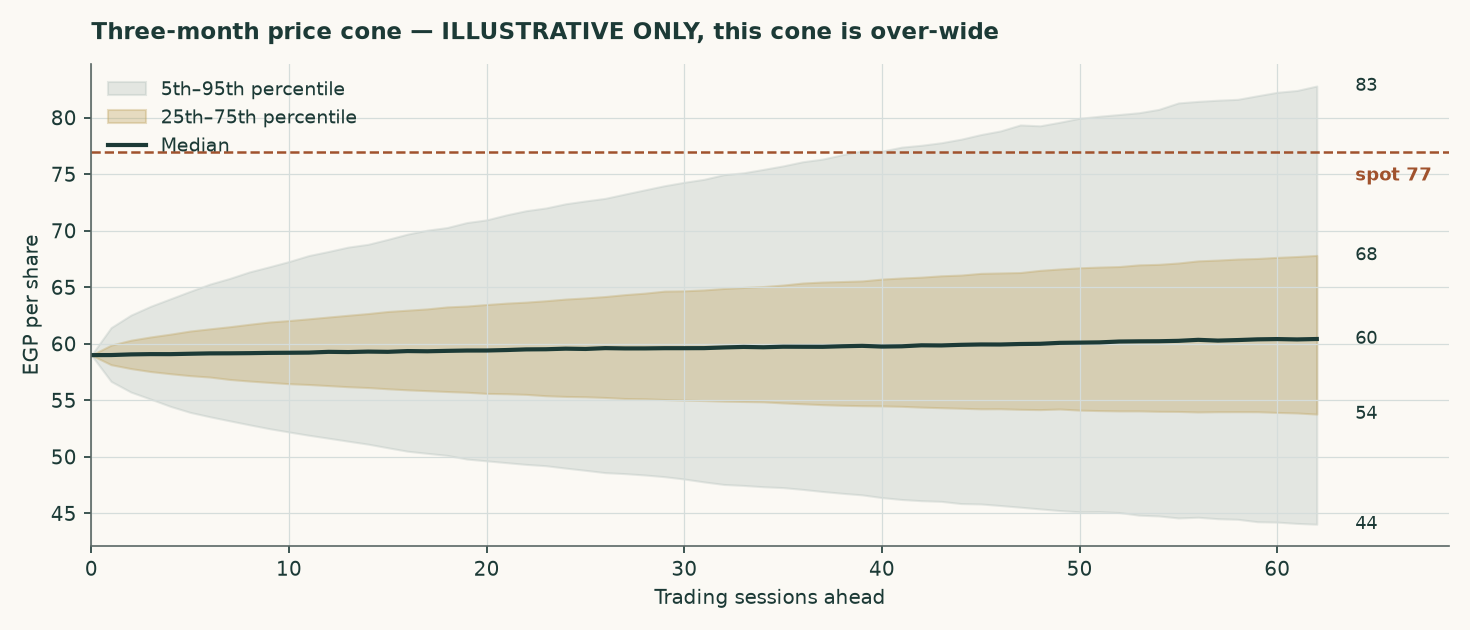 Three-month price cone — ILLUSTRATIVE ONLY, this cone is over-wide
5th–95th percentile
25th–75th percentile
Median
83
spot 77
68
60
54
44
80
75
70
65
60
55
50
45
EGP per share
0 10 20 30 40 50 60
Trading sessions ahead